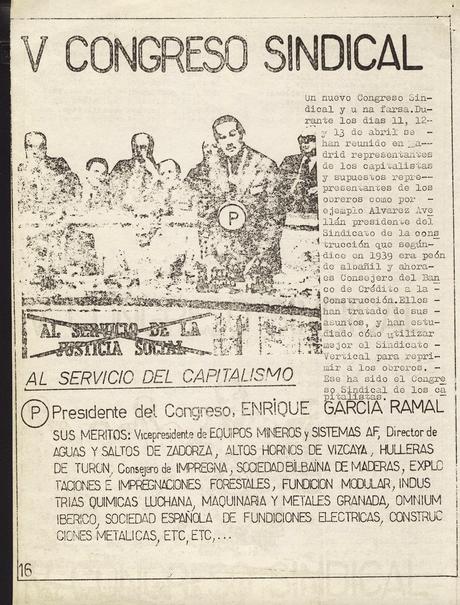 V CONGRESO SINDICAL
Un nuevo Congreso Sin-
dical y u na farsa.Du-
rante los dias 11, 12-
y 13 de abril se -
han reunido en Ma-
drid representantes
de los capitalistas
y supuestos repre--
presentantes de los
obreros como por -
ejemplo Alvarez Ave
llán presidente del
Sindicato de la cons
trucción que según-
dice en 1939 era peón
de albañil y ahora-
es Consejero del Ban
co de Crédito a la -
Construcción.Ellos -
han tratado de sus -
asuntos, y han estu-
diado cómo utilizar
mejor el Sindicato -
Vertical para repri-
mir a los obreros. -
Ese ha sido el Congre
so Sindical de los ca
pitalistas.
P
AL SERVICIO DE LA
JUSTICIA SOCIAL
AL SERVICIO DEL CAPITALISMO
P Presidente del Congreso, ENRIQUE GARCIA RAMAL
SUS MERITOS: Vicepresidente de EQUIPOS MINEROS y SISTEMAS AF, Director de
AGUAS Y SALTOS DE ZADORZA, ALTOS HORNOS DE VIZCAYA, HULLERAS
DE TURON, Consejero de IMPREGNA, SOCIEDAD BILBAINA DE MADERAS, EXPLO
TACIONES E IMPREGNACIONES FORESTALES, FUNDICION MODULAR, INDUS
TRIAS QUIMICAS LUCHANA, MAQUINARIA Y METALES GRANADA, OMNIUM
IBERICO, SOCIEDAD ESPAÑOLA DE FUNDICIONES ELECTRICAS, CONSTRUC
CIONES METALICAS, ETC, ETC,...
16